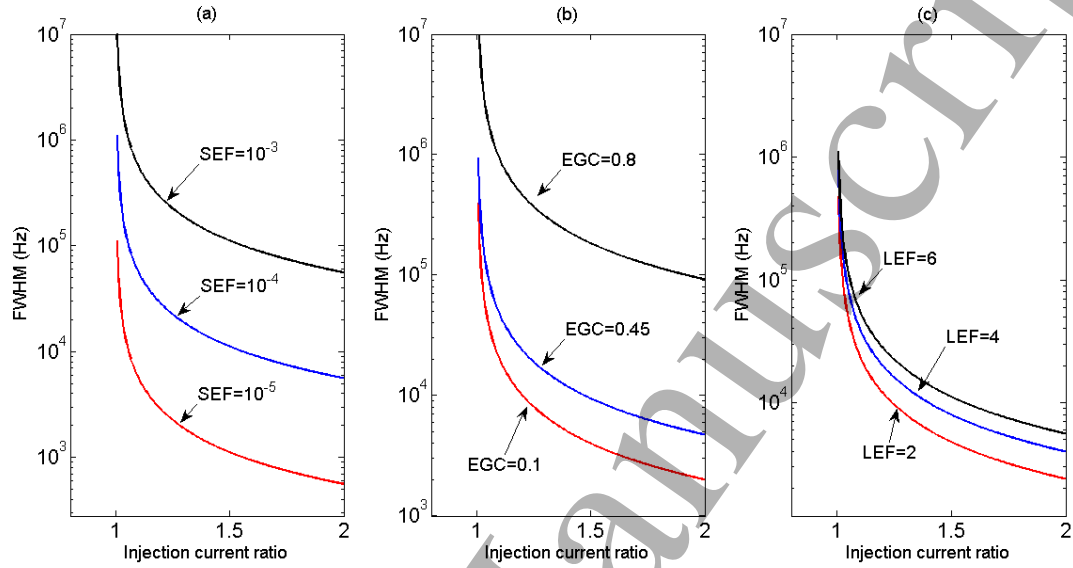 (a)
10^7
10^6
10^5
10^4
10^3
FWHM (Hz)
SEF=10^-3
SEF=10^-4
SEF=10^-5
1
1.5
2
Injection current ratio
(b)
10^7
10^6
10^5
10^4
10^3
FWHM (Hz)
EGC=0.8
EGC=0.45
EGC=0.1
1
1.5
2
Injection current ratio
(c)
10^7
10^6
10^5
10^4
FWHM (Hz)
LEF=6
LEF=4
LEF=2
1
1.5
2
Injection current ratio